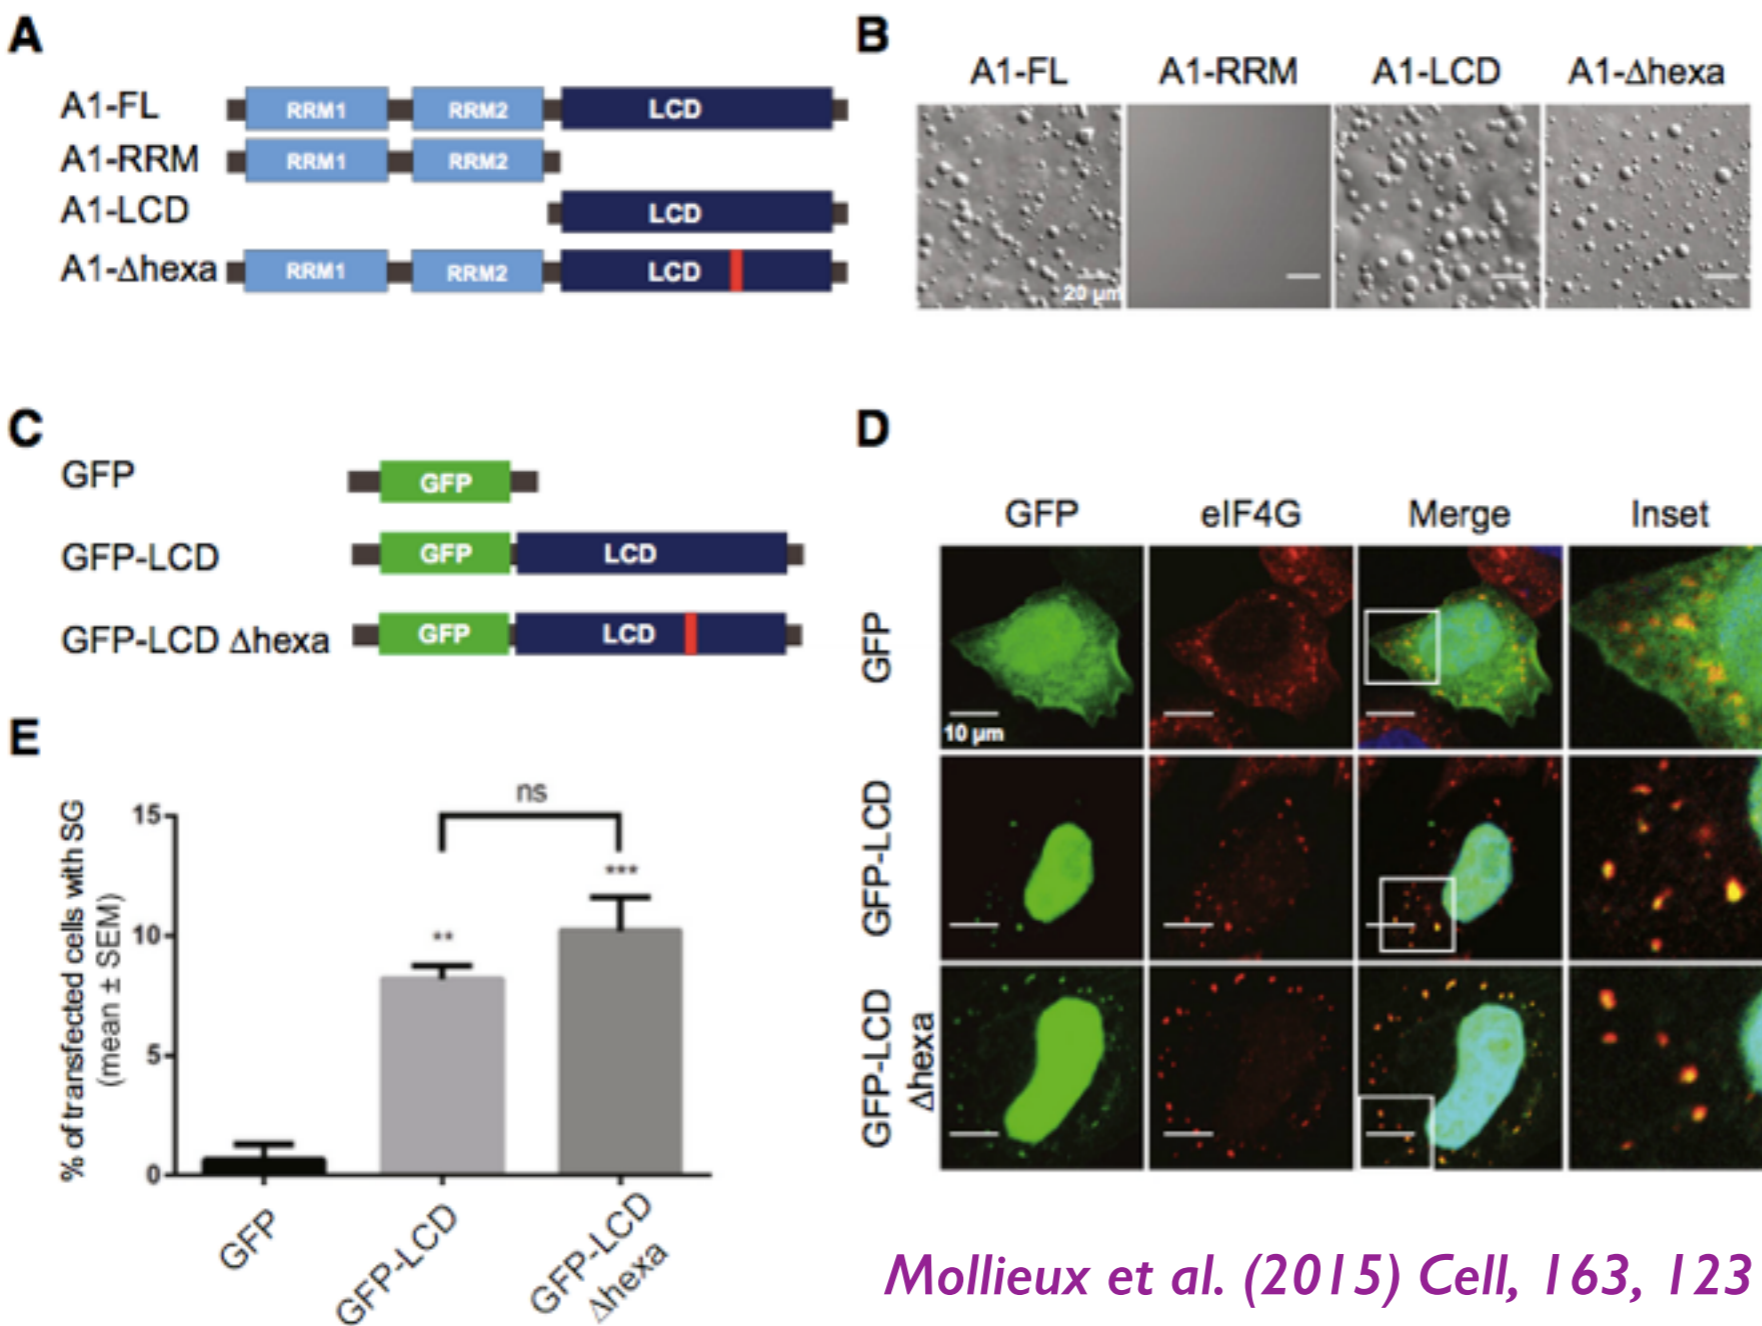 A
A1-FL RRM1 RRM2 LCD
A1-RRM RRM1 RRM2
A1-LCD LCD
A1-Δhexa RRM1 RRM2 LCD
B
A1-FL A1-RRM A1-LCD A1-Δhexa
20 µm
C
GFP GFP
GFP-LCD GFP LCD
GFP-LCD Δhexa GFP LCD
D
GFP eIF4G Merge Inset
GFP
10 µm
GFP-LCD
GFP-LCD
Δhexa
E
% of transfected cells with SG
(mean ± SEM)
15
10
5
0
ns
**
***
GFP
GFP-LCD
GFP-LCD
Δhexa
Mollieux et al. (2015) Cell, 163, 123